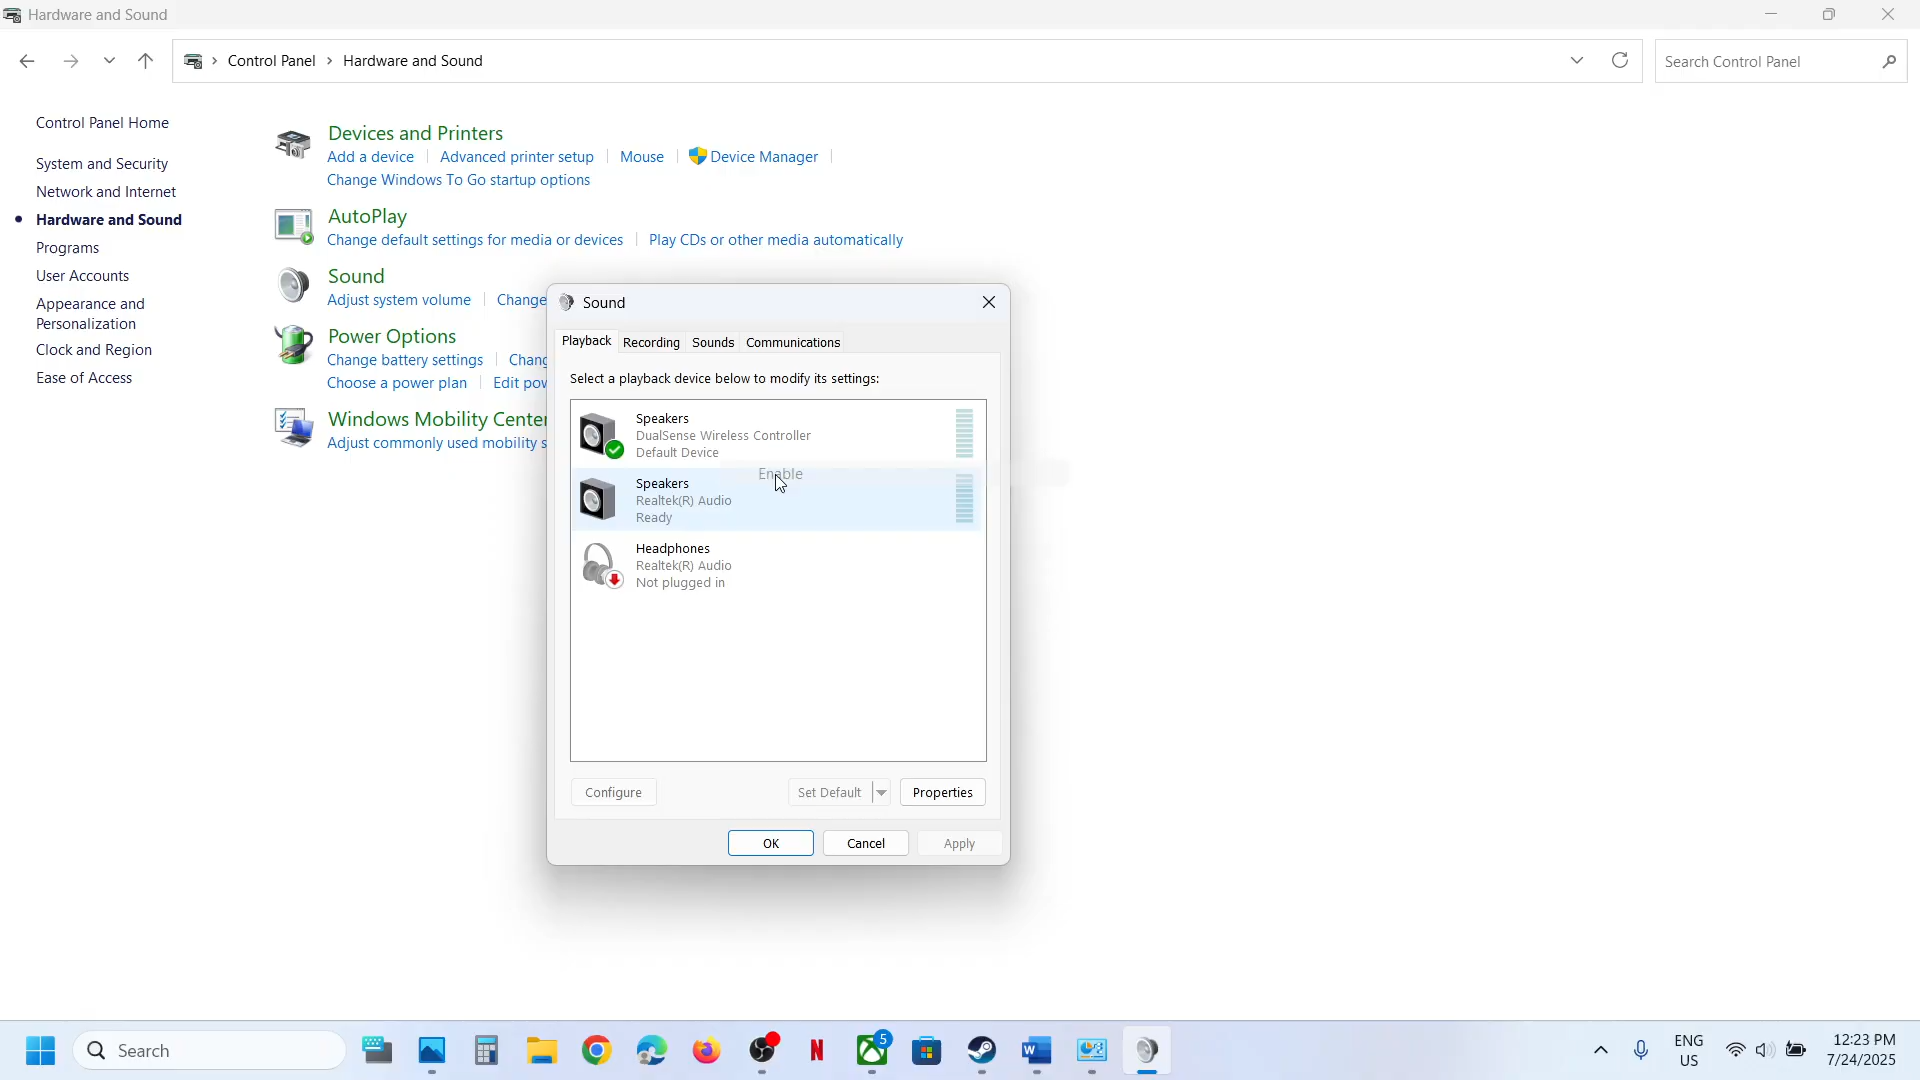 Hardware and Sound
Control Panel > Hardware and Sound
Search Control Panel
Control Panel Home
System and Security
Network and Internet
Hardware and Sound
Programs
User Accounts
Appearance and
Personalization
Clock and Region
Ease of Access
Devices and Printers
Add a device
Advanced printer setup
Mouse
Device Manager
Change Windows To Go startup options
AutoPlay
Change default settings for media or devices
Play CDs or other media automatically
Sound
Adjust system volume
Change
Power Options
Change battery settings
Chang
Choose a power plan
Edit pow
Windows Mobility Center
Adjust commonly used mobility s
Sound
Playback
Recording
Sounds
Communications
Select a playback device below to modify its settings:
Speakers
DualSense Wireless Controller
Default Device
Enable
Speakers
Realtek(R) Audio
Ready
Headphones
Realtek(R) Audio
Not plugged in
Configure
Set Default
Properties
OK
Cancel
Apply
Search
N
5
W
ENG
US
12:23 PM
7/24/2025